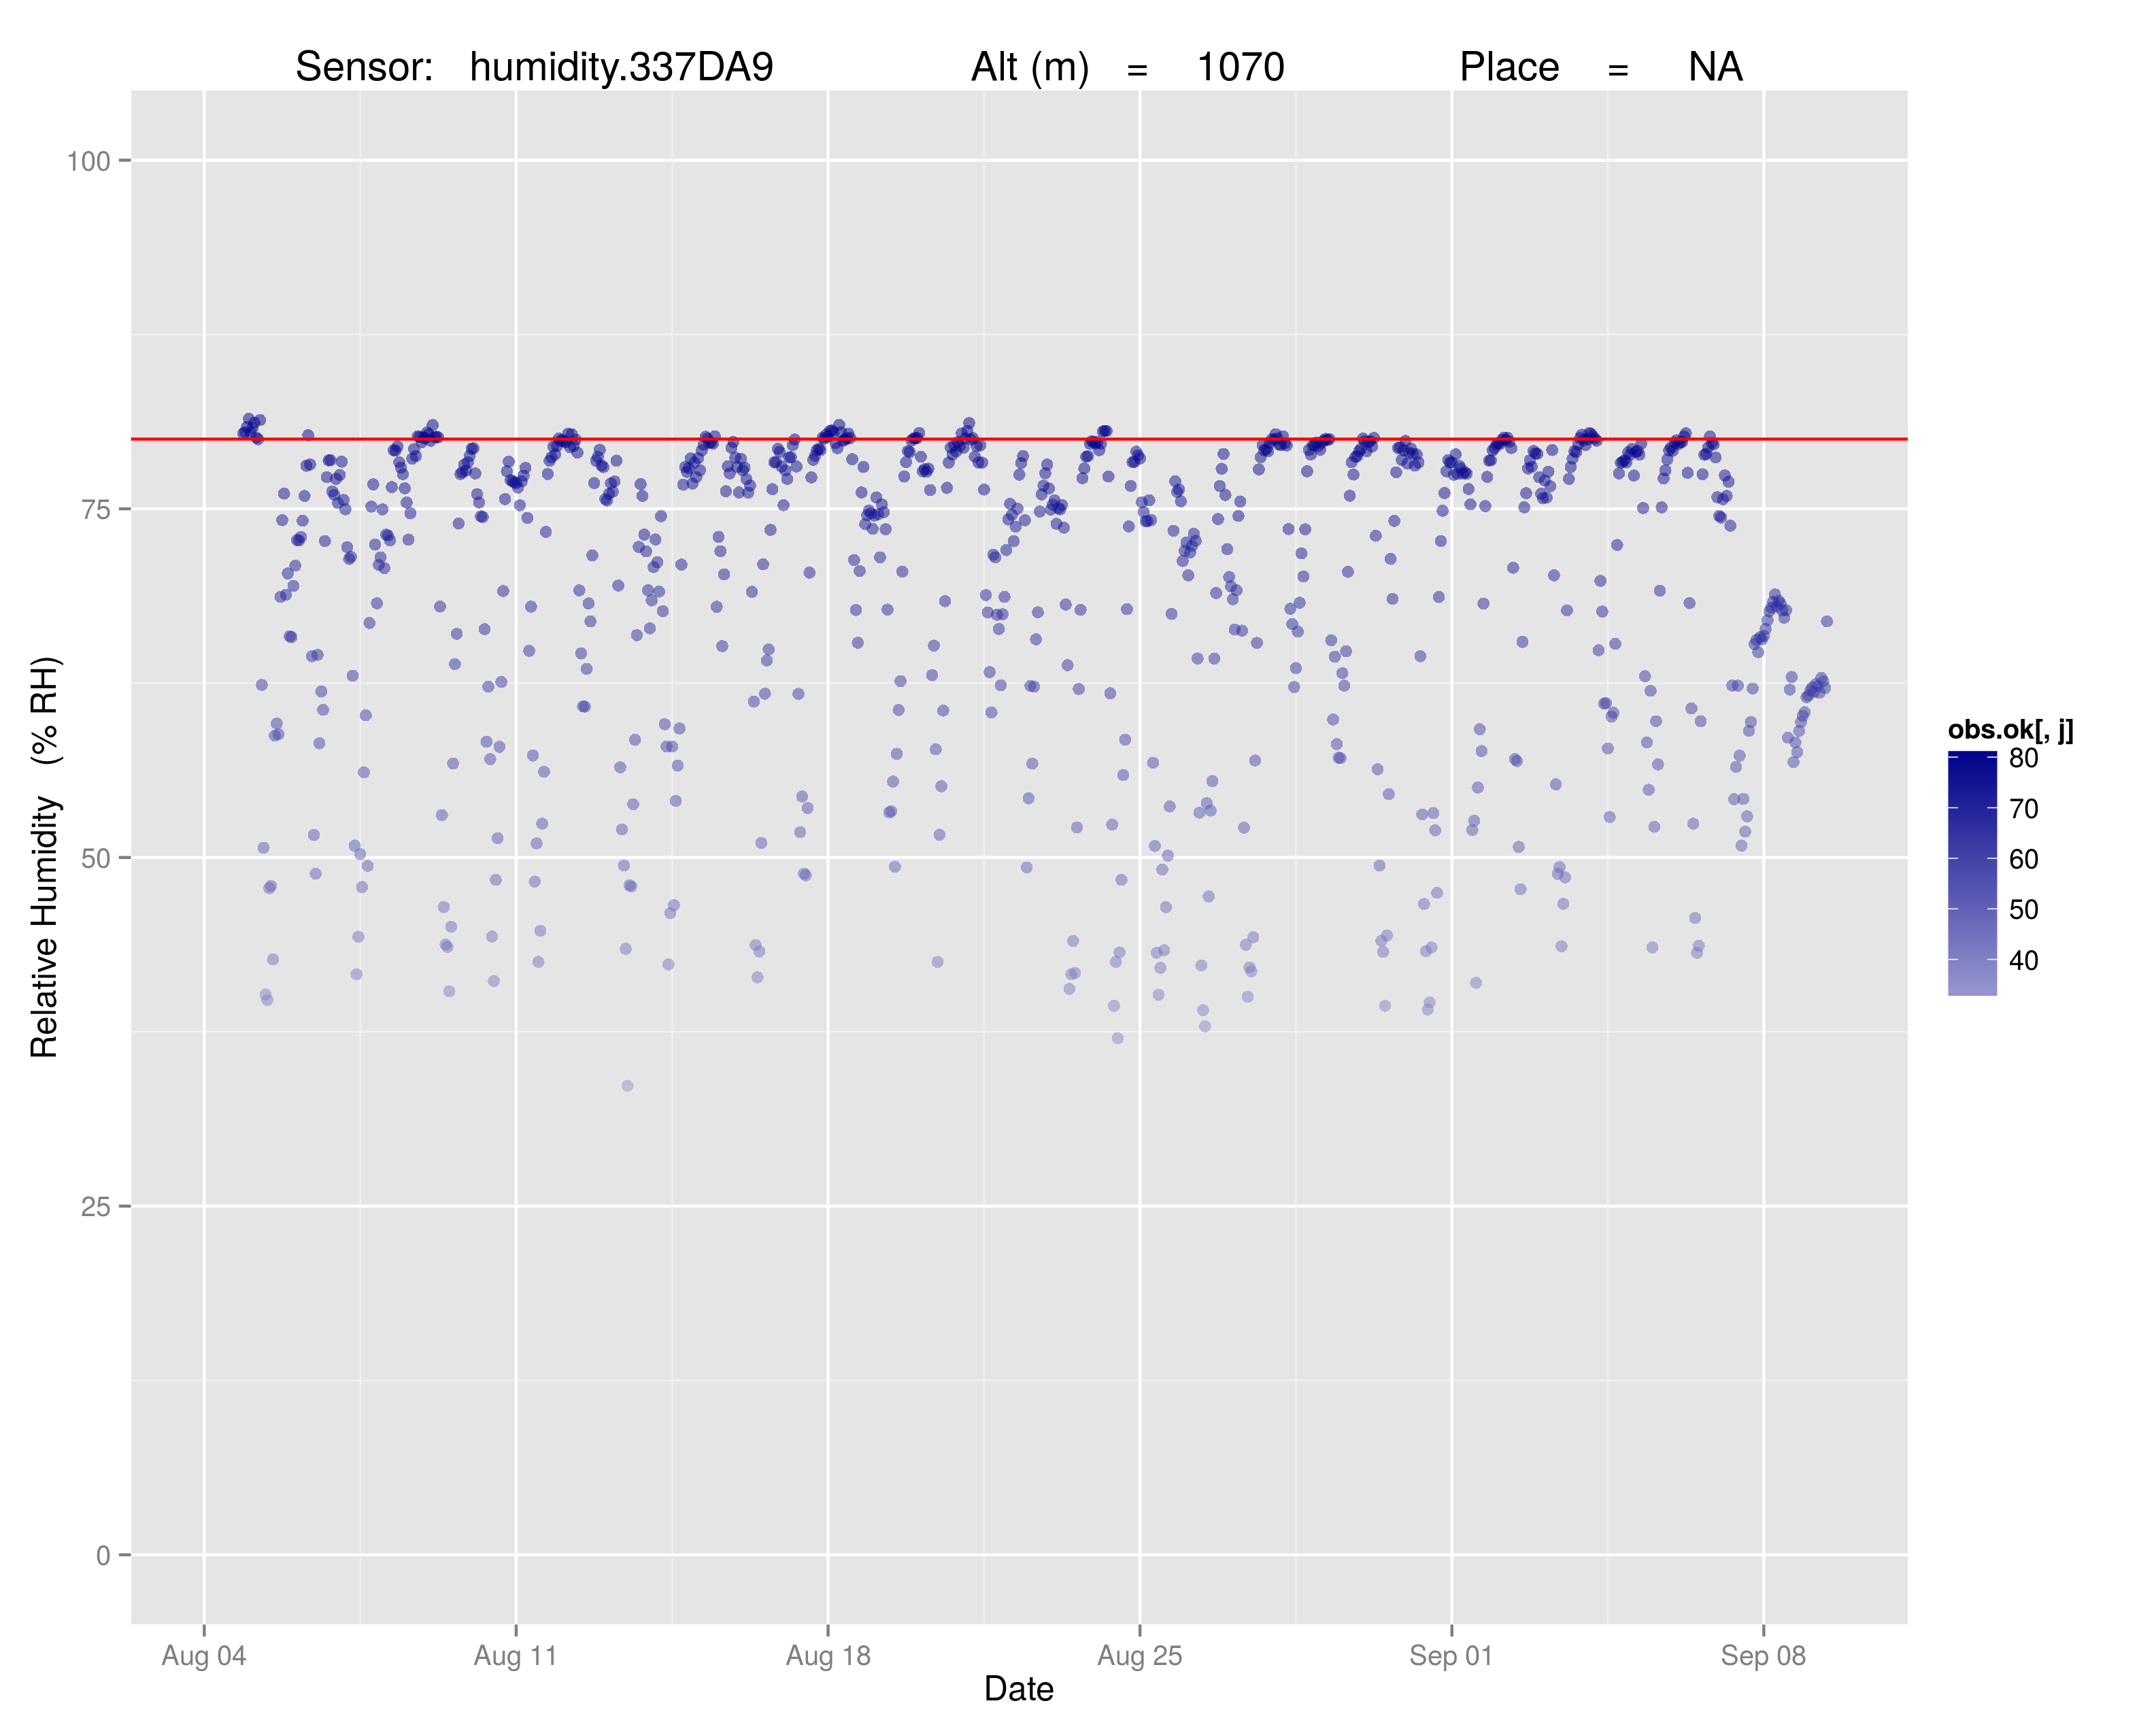 Sensor: humidity.337DA9 Alt (m) = 1070 Place = NA
100
75
50
25
0
Relative Humidity (% RH)
Aug 04 Aug 11 Aug 18 Aug 25 Sep 01 Sep 08
Date
obs.ok[, j]
80
70
60
50
40